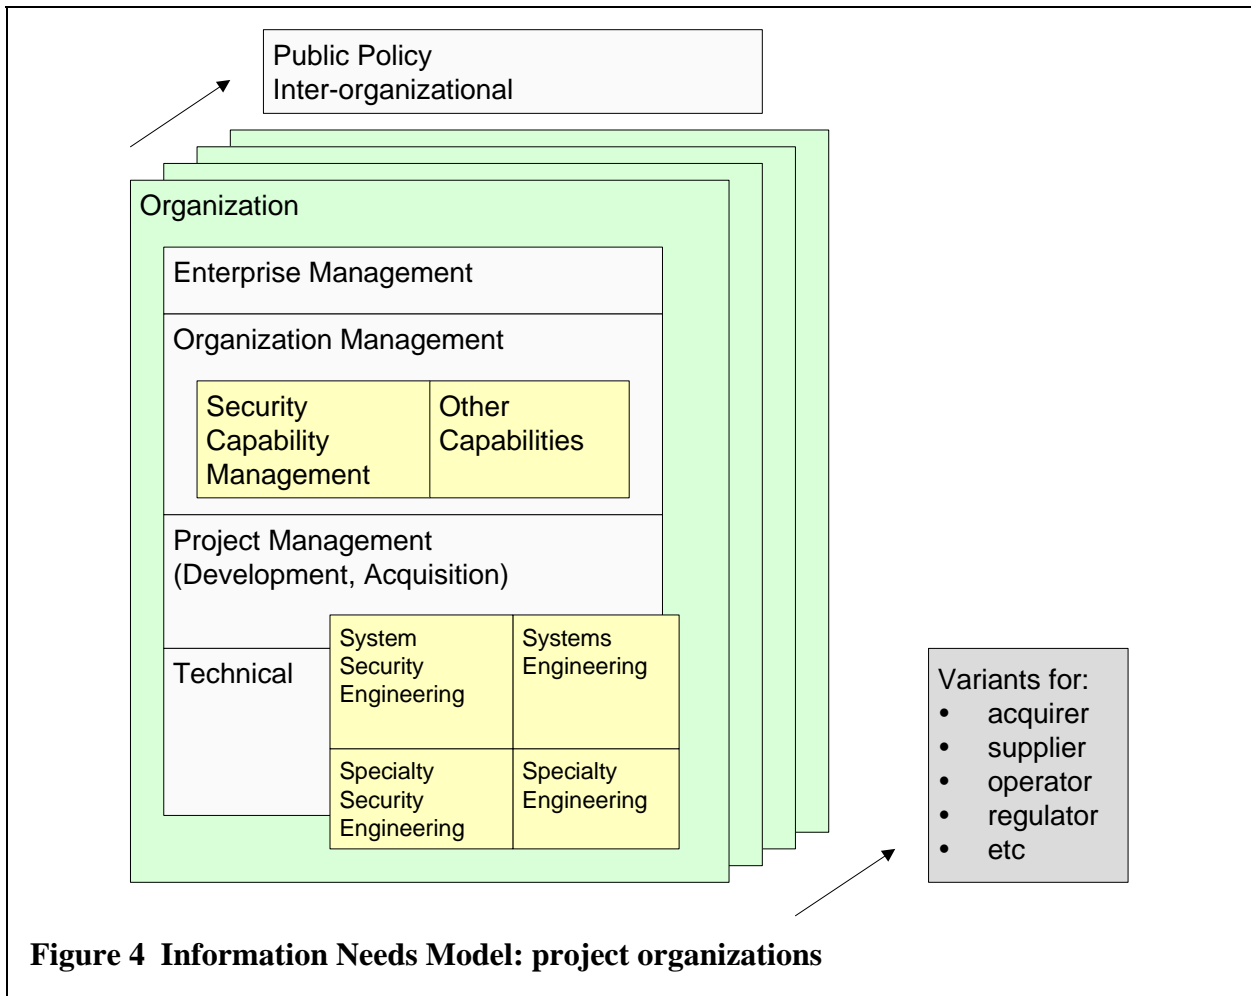 Public Policy
Inter-organizational
Organization
Enterprise Management
Organization Management
Security
Capability
Management
Other
Capabilities
Project Management
(Development, Acquisition)
Technical
System
Security
Engineering
Systems
Engineering
Specialty
Security
Engineering
Specialty
Engineering
Variants for:
• acquirer
• supplier
• operator
• regulator
• etc
Figure 4 Information Needs Model: project organizations